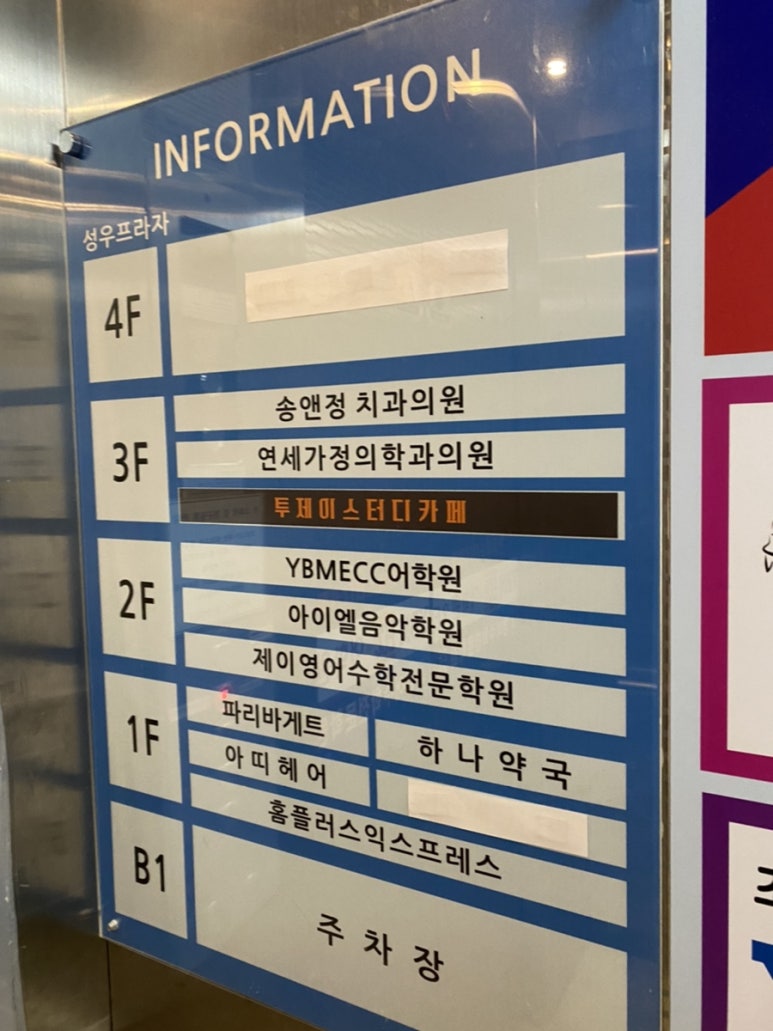 INFORMATION
성우프라자
4F
3F
송앤정 치과의원
연세가정의학과의원
투제이스터디카페
2F
YBMECC어학원
아이엘음악학원
제이영어수학전문학원
1F
파리바게트
하나약국
아띠헤어
홈플러스익스프레스
B1
주차장